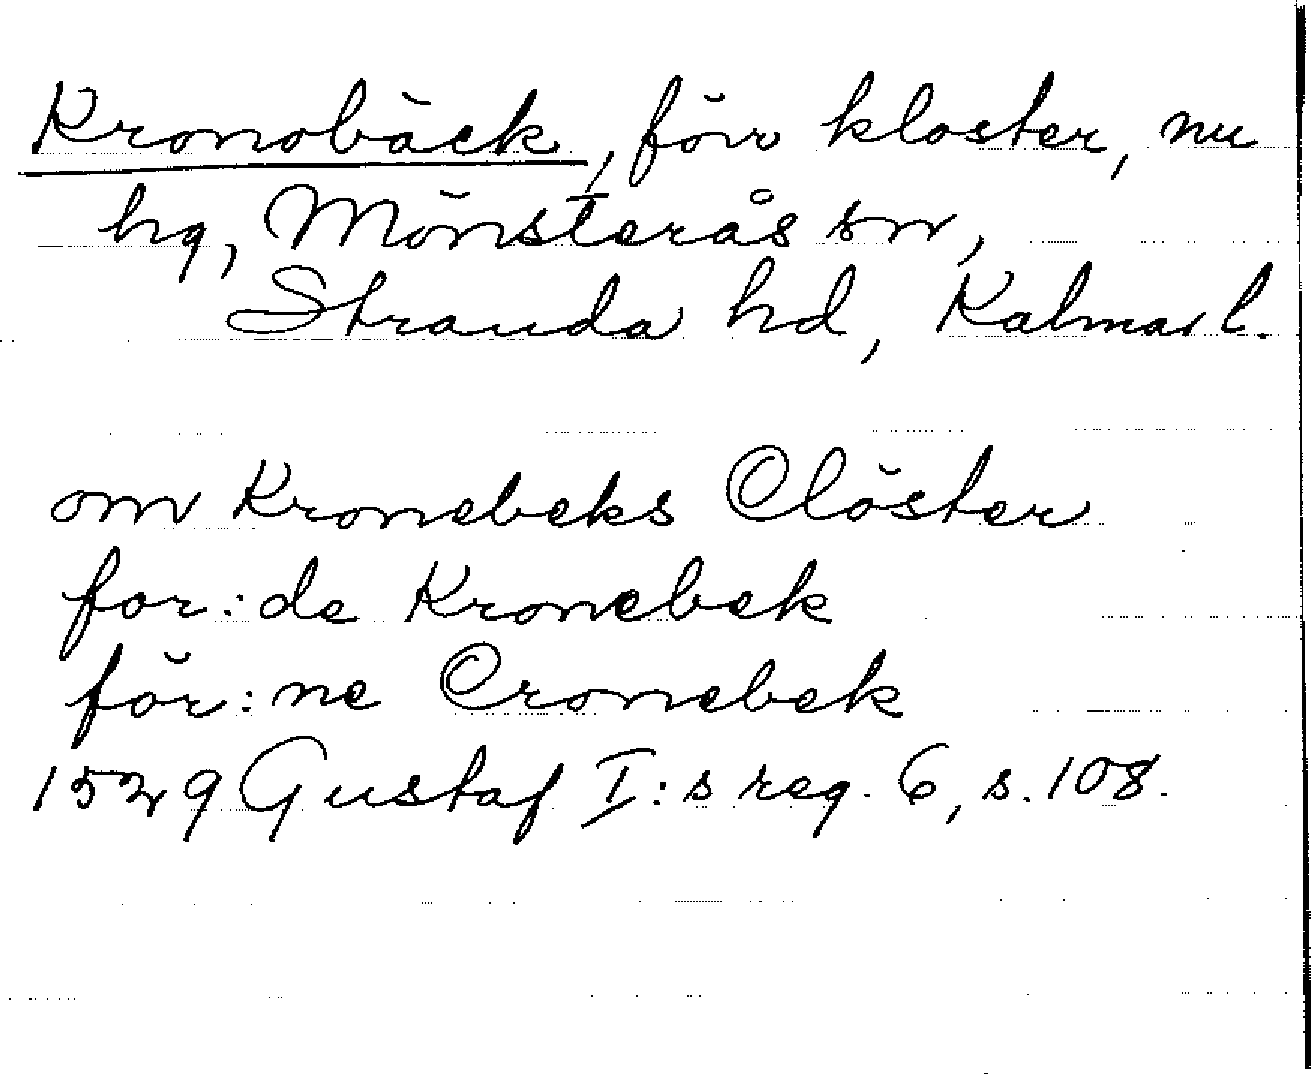 Kronobäck, förr kloster, nu
hg, Mönsterås sn,
Stranda hd, Kalmar l.
om Kronebeks Clöster
for:de Kronebek
för:ne Cronebek
1529 Gustaf I:s reg. 6, s. 108.